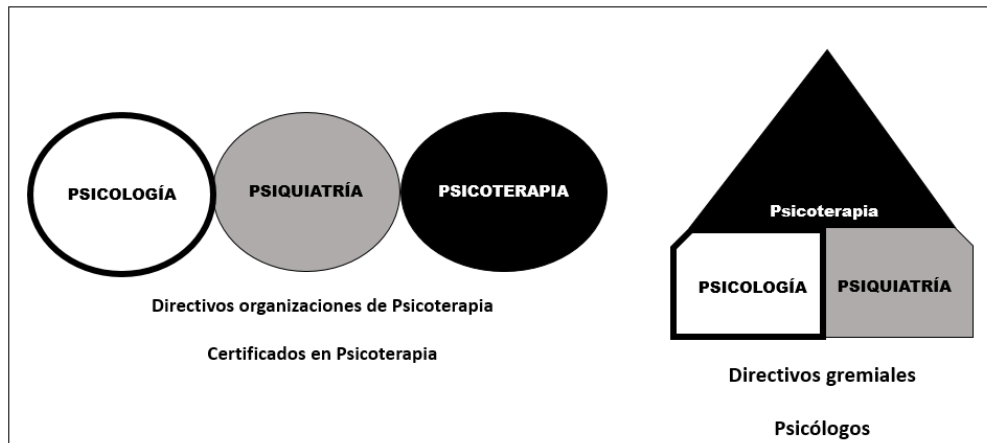 PSICOLOGÍA
PSIQUIATRÍA
PSICOTERAPIA
Directivos organizaciones de Psicoterapia
Certificados en Psicoterapia
Psicoterapia
PSICOLOGÍA
PSIQUIATRÍA
Directivos gremiales
Psicólogos